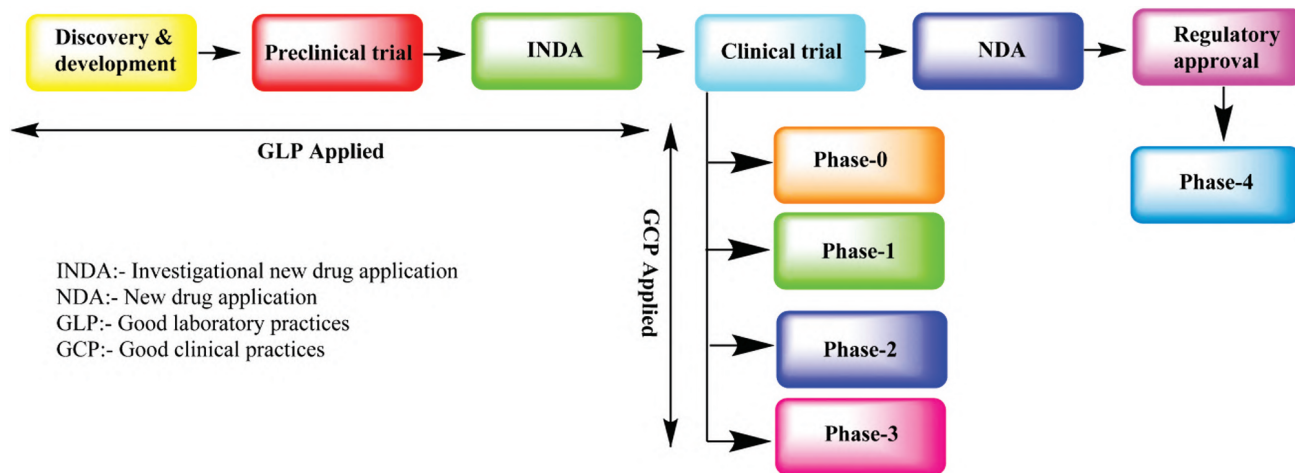 Discovery &
development
Preclinical trial
INDA
Clinical trial
NDA
Regulatory
approval
GLP Applied
GCP Applied
Phase-0
Phase-1
Phase-2
Phase-3
Phase-4
INDA:- Investigational new drug application
NDA:- New drug application
GLP:- Good laboratory practices
GCP:- Good clinical practices